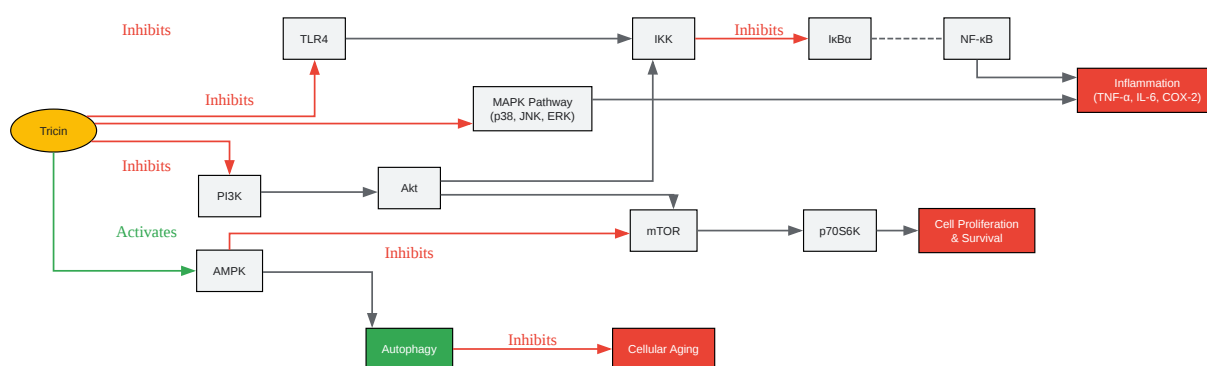 Inhibits
TLR4
IKK
Inhibits
IκBα
NF-κB
Inflammation
(TNF-α, IL-6, COX-2)
Inhibits
MAPK Pathway
(p38, JNK, ERK)
Tricin
Inhibits
PI3K
Akt
mTOR
p70S6K
Cell Proliferation
& Survival
Activates
Inhibits
AMPK
Autophagy
Inhibits
Cellular Aging